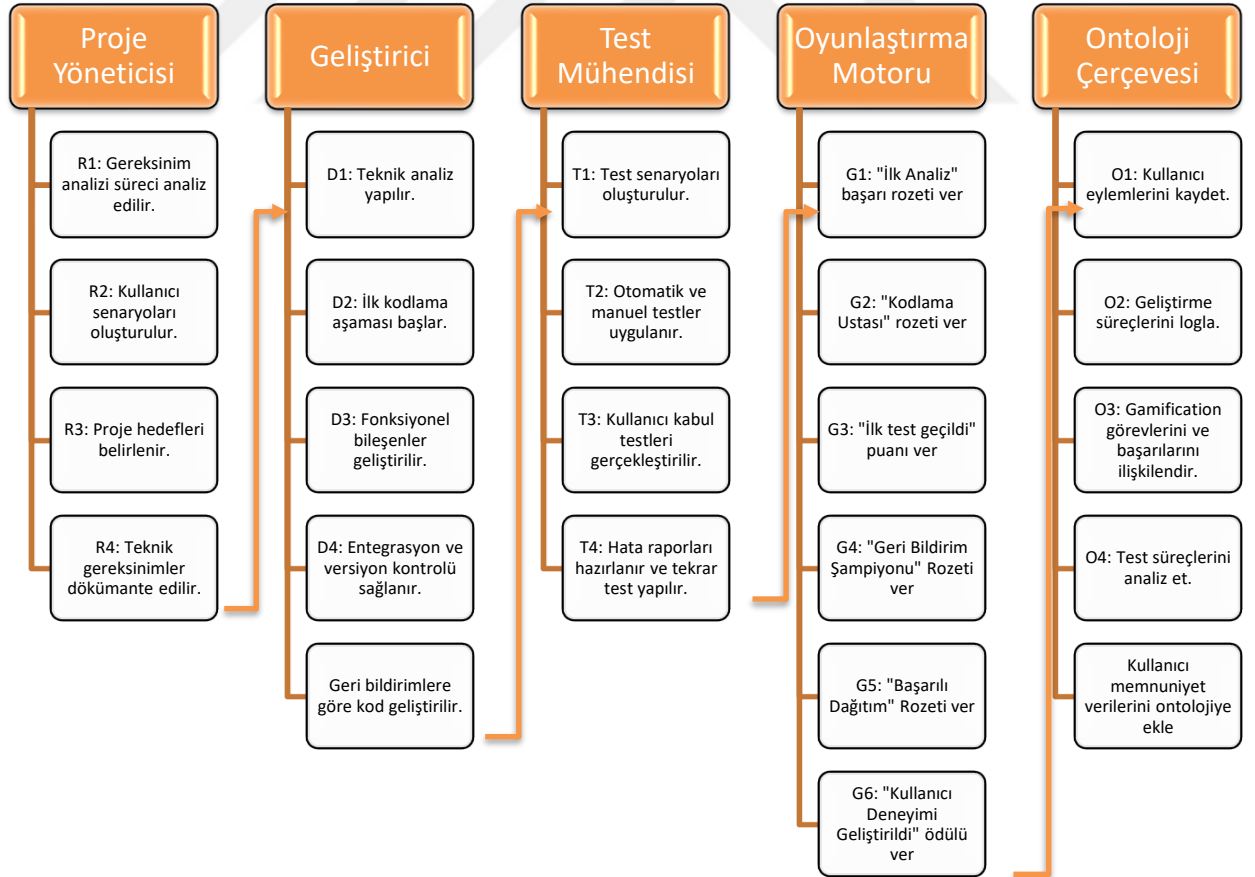 Proje
Yöneticisi
R1: Gereksinim
analizi süreci analiz
edilir.
R2: Kullanıcı
senaryoları
oluşturulur.
R3: Proje hedefleri
belirlenir.
R4: Teknik
gereksinimler
dökümante edilir.
Geliştirici
D1: Teknik analiz
yapılır.
D2: İlk kodlama
aşaması başlar.
D3: Fonksiyonel
bileşenler
geliştirilir.
D4: Entegrasyon ve
versiyon kontrolü
sağlanır.
Geri bildirimlere
göre kod geliştirilir.
Test
Mühendisi
T1: Test senaryoları
oluşturulur.
T2: Otomatik ve
manuel testler
uygulanır.
T3: Kullanıcı kabul
testleri
gerçekleştirilir.
T4: Hata raporları
hazırlanır ve tekrar
test yapılır.
Oyunlaştırma
Motoru
G1: "İlk Analiz"
başarı rozeti ver
G2: "Kodlama
Ustası" rozeti ver
G3: "İlk test geçildi"
puanı ver
G4: "Geri Bildirim
Şampiyonu" Rozeti
ver
G5: "Başarılı
Dağıtım" Rozeti ver
G6: "Kullanıcı
Deneyimi
Geliştirildi" ödülü
ver
Ontoloji
Çerçevesi
O1: Kullanıcı
eylemlerini kaydet.
O2: Geliştirme
süreçlerini logla.
O3: Gamification
görevlerini ve
başarılarını
ilişkilendir.
O4: Test süreçlerini
analiz et.
Kullanıcı
memnuniyet
verilerini ontolojiye
ekle